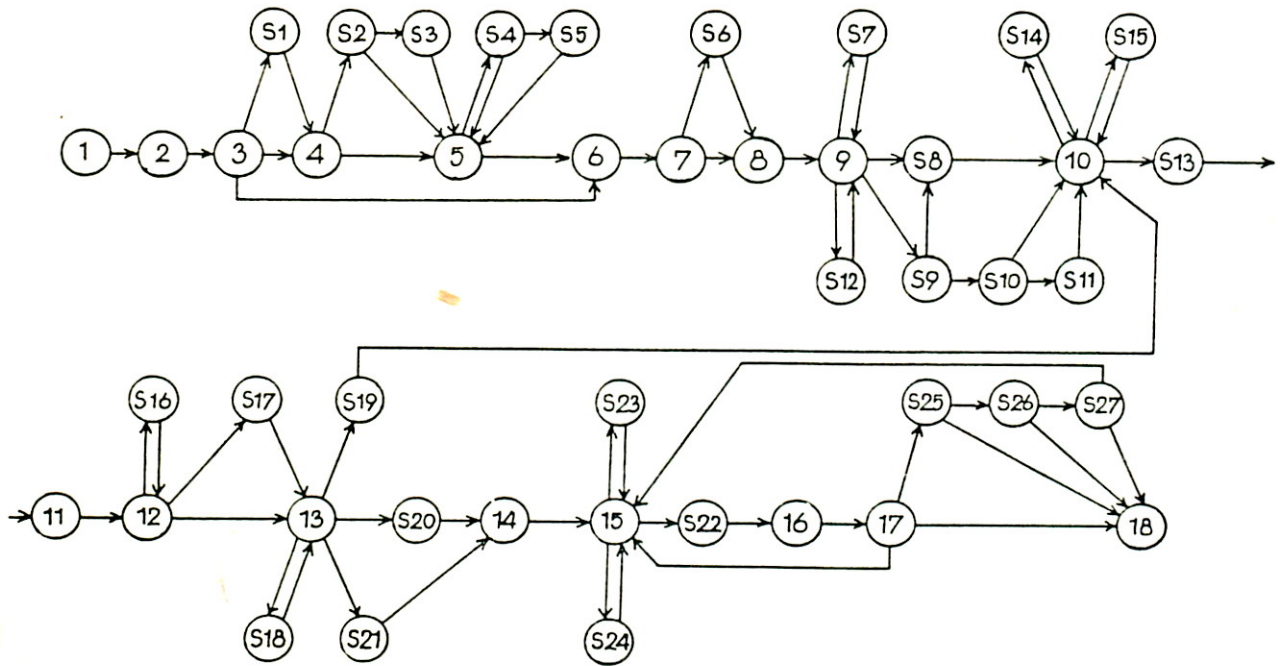 S1 S2 S3 S4 S5 S6 S7 S14 S15
1 2 3 4 5 6 7 8 9 S8 10 S13
S12 S9 S10 S11
S16 S17 S19 S23 S25 S26 S27
11 12 13 S20 14 15 S22 16 17 18
S18 S21 S24